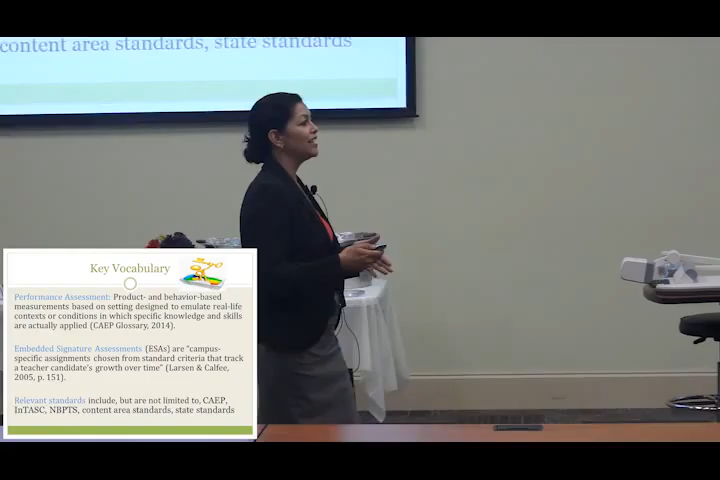 content area standards, state standards
Key Vocabulary
Performance Assessment: Product- and behavior-based
measurements based on setting designed to emulate real-life
contexts or conditions in which specific knowledge and skills
are actually applied (CAEP Glossary, 2014).
Embedded Signature Assessments (ESAs) are “campus-
specific assignments chosen from standard criteria that track
a teacher candidate’s growth over time” (Larsen & Calfee,
2005, p. 151).
Relevant standards include, but are not limited to, CAEP,
InTASC, NBPTS, content area standards, state standards